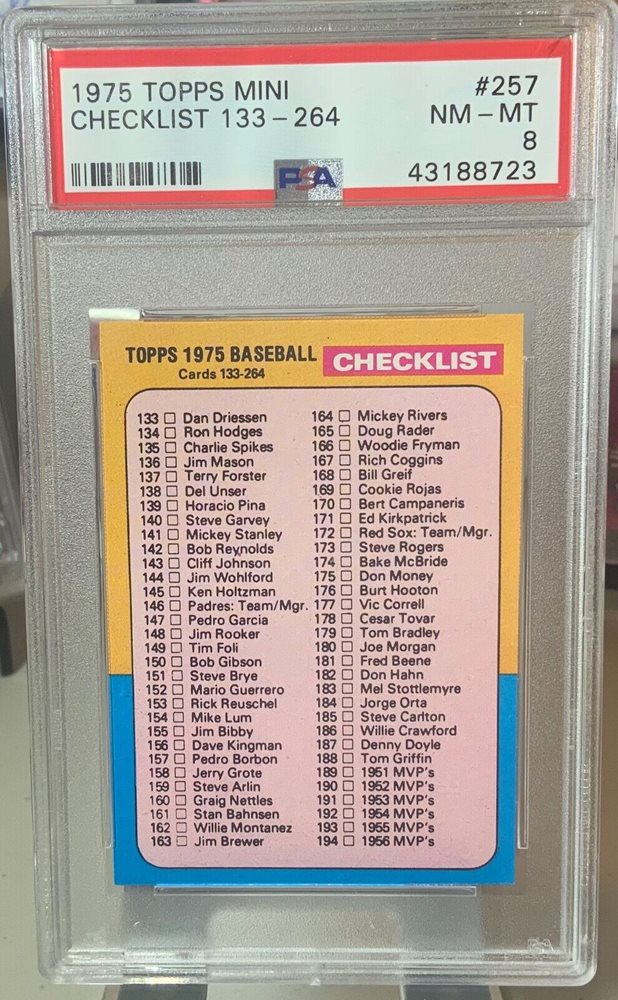 1975 TOPPS MINI #257
CHECKLIST 133-264 NM-MT
8
PSA 43188723
TOPPS 1975 BASEBALL CHECKLIST
Cards 133-264
133 Dan Driessen
134 Ron Hodges
135 Charlie Spikes
136 Jim Mason
137 Terry Forster
138 Del Unser
139 Horacio Pina
140 Steve Garvey
141 Mickey Stanley
142 Bob Reynolds
143 Cliff Johnson
144 Jim Wohlford
145 Ken Holtzman
146 Padres: Team/Mgr.
147 Pedro Garcia
148 Jim Rooker
149 Tim Foli
150 Bob Gibson
151 Steve Brye
152 Mario Guerrero
153 Rick Reuschel
154 Mike Lum
155 Jim Bibby
156 Dave Kingman
157 Pedro Borbon
158 Jerry Grote
159 Steve Arlin
160 Graig Nettles
161 Stan Bahnsen
162 Willie Montanez
163 Jim Brewer
164 Mickey Rivers
165 Doug Rader
166 Woodie Fryman
167 Rich Coggins
168 Bill Greif
169 Cookie Rojas
170 Bert Campaneris
171 Ed Kirkpatrick
172 Red Sox: Team/Mgr.
173 Steve Rogers
174 Bake McBride
175 Don Money
176 Burt Hooton
177 Vic Correll
178 Cesar Tovar
179 Tom Bradley
180 Joe Morgan
181 Fred Beene
182 Don Hahn
183 Mel Stottlemyre
184 Jorge Orta
185 Steve Carlton
186 Willie Crawford
187 Denny Doyle
188 Tom Griffin
189 1951 MVP's
190 1952 MVP's
191 1953 MVP's
192 1954 MVP's
193 1955 MVP's
194 1956 MVP's
PSA